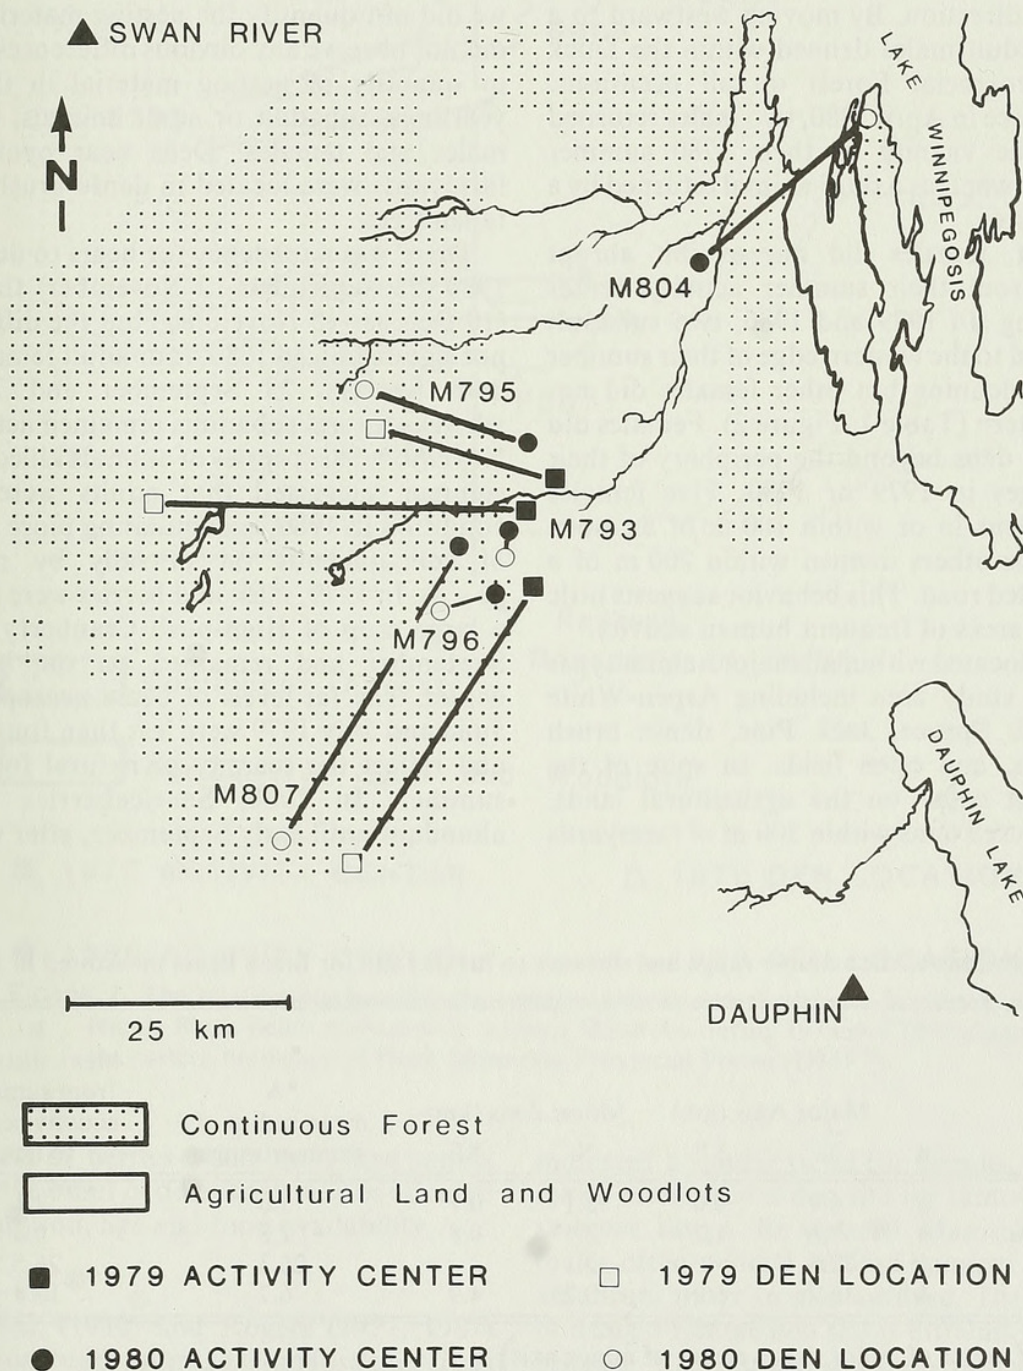 SWAN RIVER
N
LAKE
WINNIPEGOSIS
M804
M795
M793
M796
M807
DAUPHIN LAKE
DAUPHIN
25 km
Continuous Forest
Agricultural Land and Woodlots
1979 ACTIVITY CENTER
1979 DEN LOCATION
1980 ACTIVITY CENTER
1980 DEN LOCATION